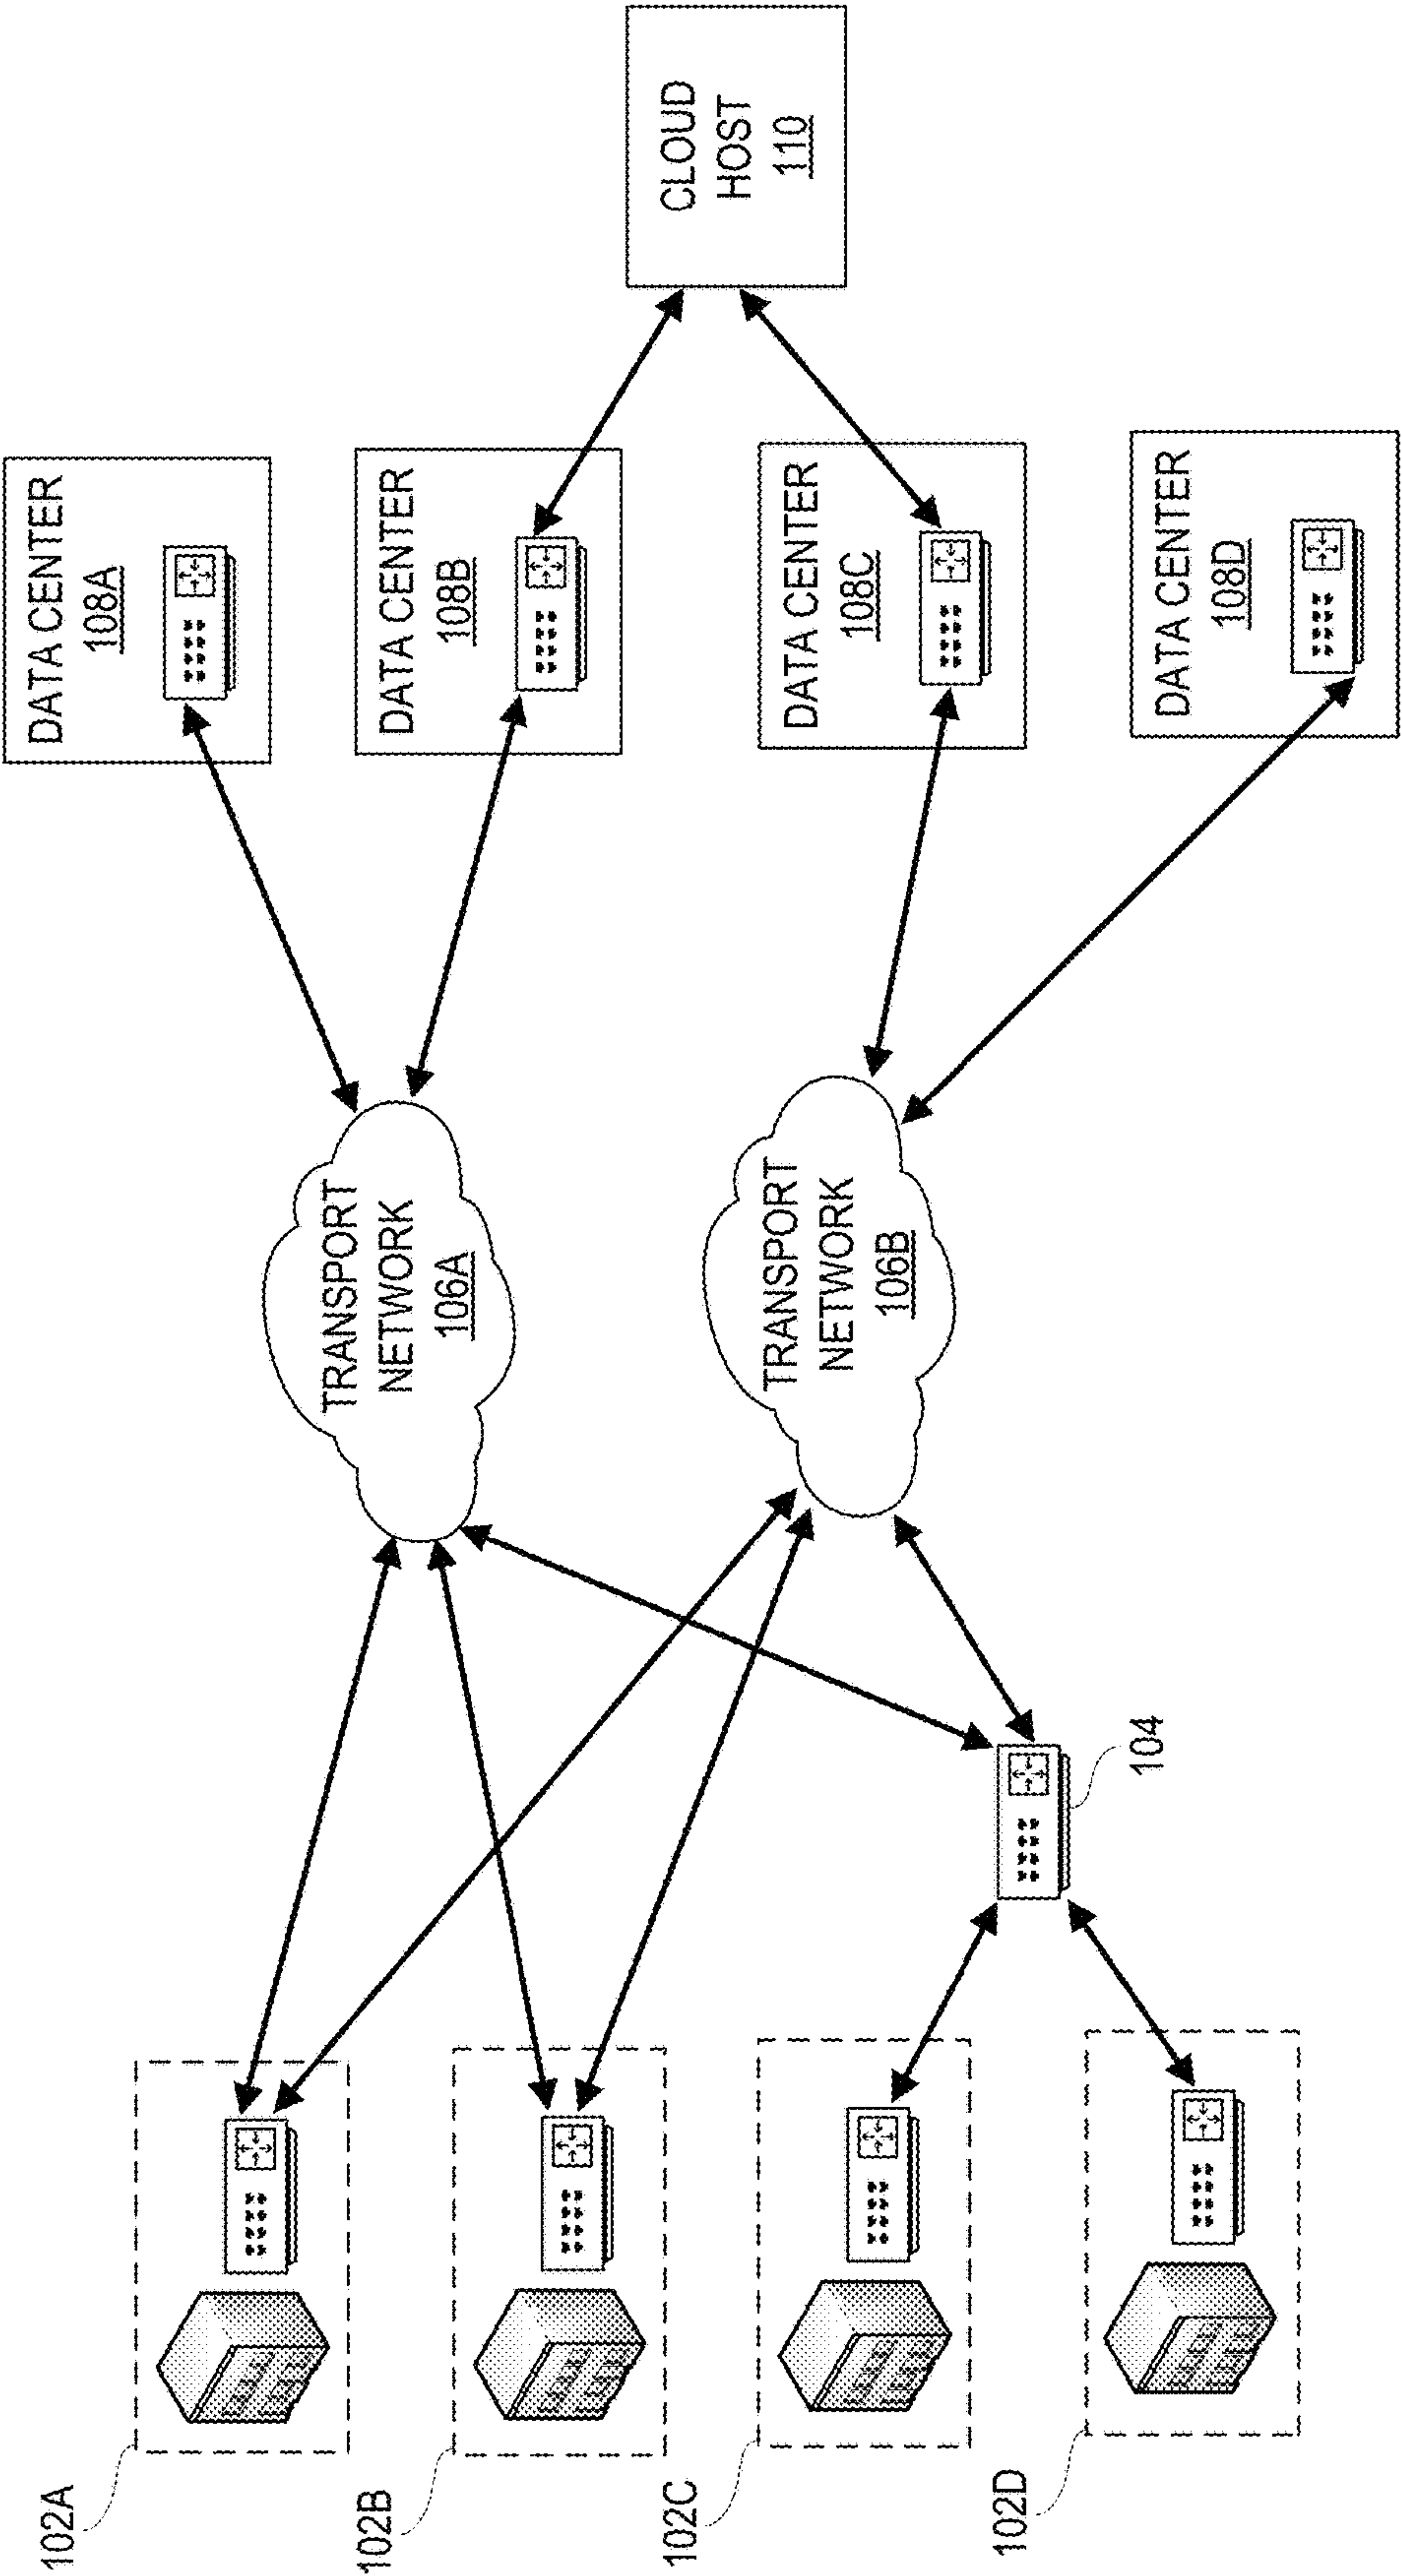 102A
102B
102C
102D
104
TRANSPORT
NETWORK
106A
TRANSPORT
NETWORK
106B
DATA CENTER
108A
DATA CENTER
108B
DATA CENTER
108C
DATA CENTER
108D
CLOUD
HOST
110